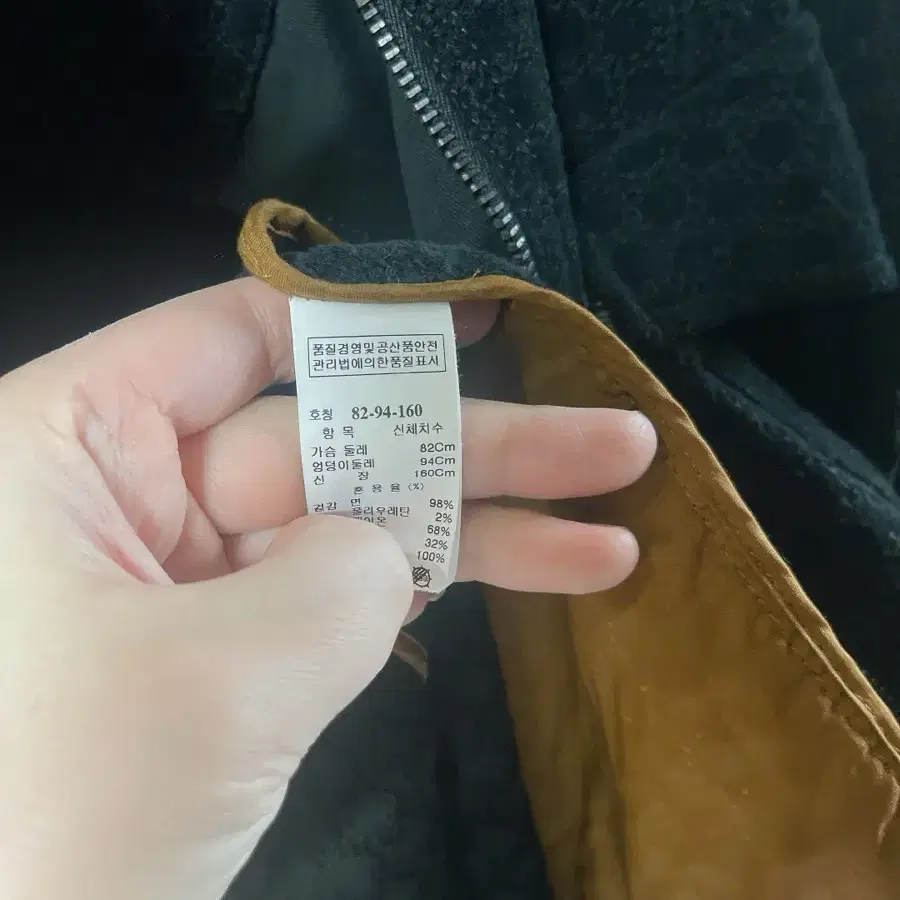 품질경영및공산품안전
관리법에의한품질표시
호칭 82-94-160
항 목 신체치수
가슴 둘레 82Cm
엉덩이둘레 94Cm
신 장 160Cm
혼 용 율 (%)
겉감 면 98%
폴리우레탄 2%
68%
32%
100%